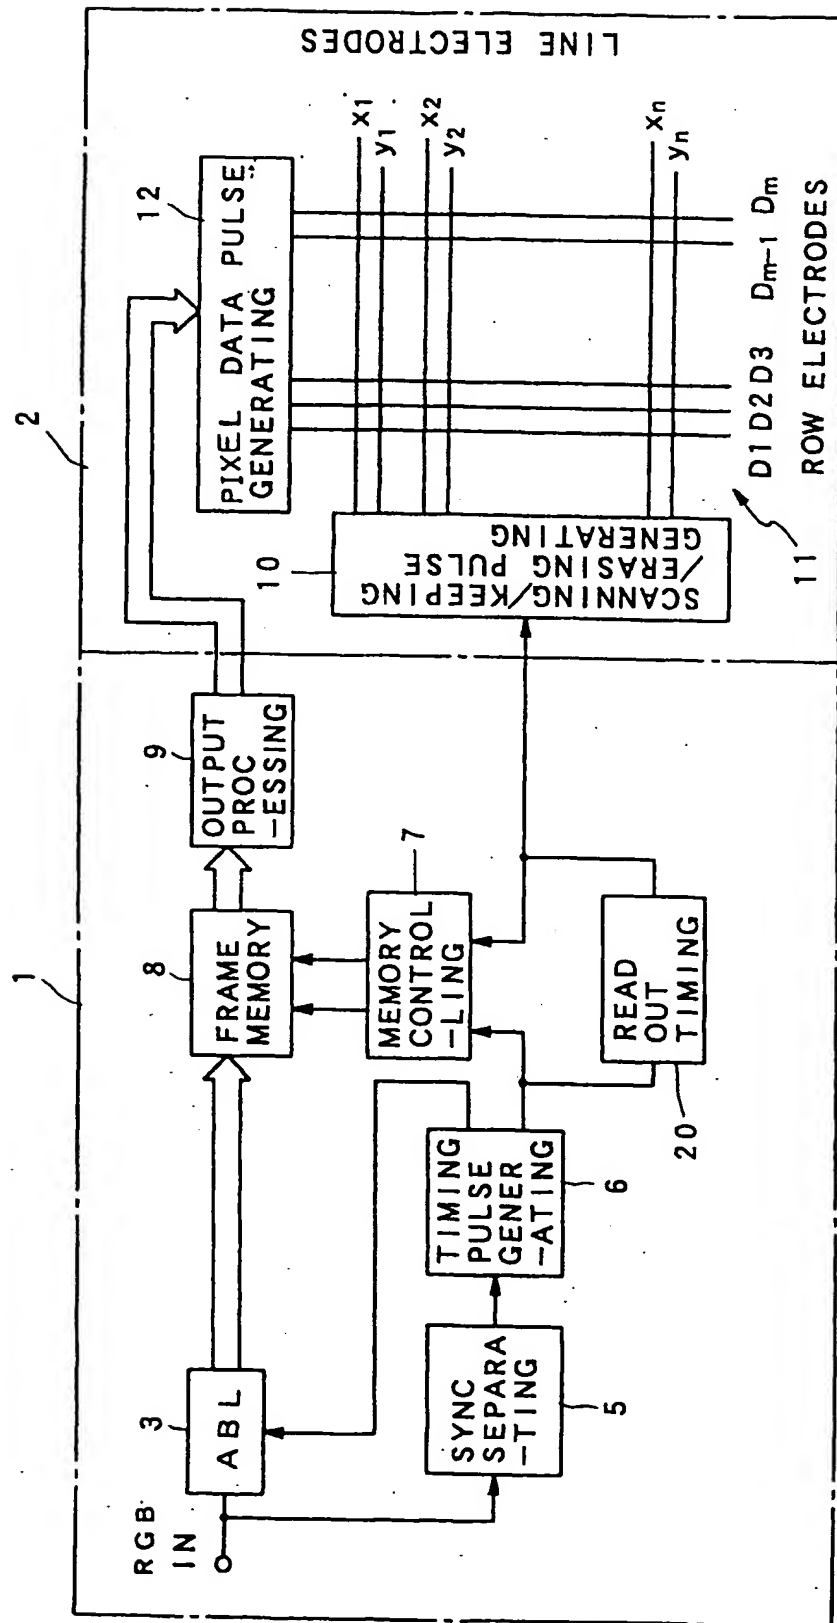 1
2
RGB
IN
3
ABL
8
FRAME
MEMORY
9
OUTPUT
PROC
-ESSING
12
PIXEL DATA PULSE
GENERATING
5
SYNC
SEPARA
-TING
6
TIMING
PULSE
GENER
-ATING
7
MEMORY
CONTROL
-LING
20
READ
OUT
TIMING
10
SCANNING/KEEPING
/ERASING PULSE
GENERATING
x1
y1
x2
y2
xn
yn
LINE ELECTRODES
D1 D2 D3 Dm-1 Dm
ROW ELECTRODES
11